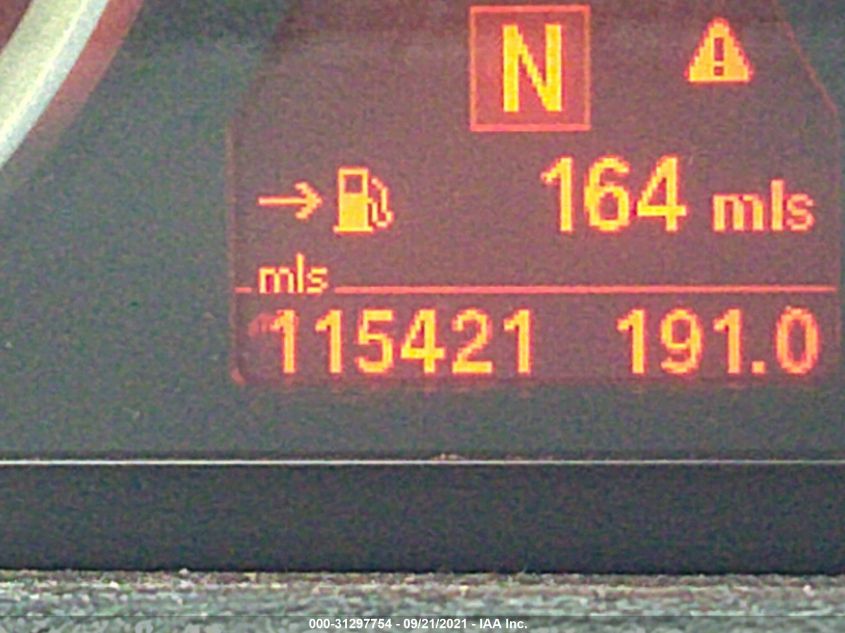 N
164 mls
mls
115421 191.0
000-31297754 - 09/21/2021 - IAA Inc.